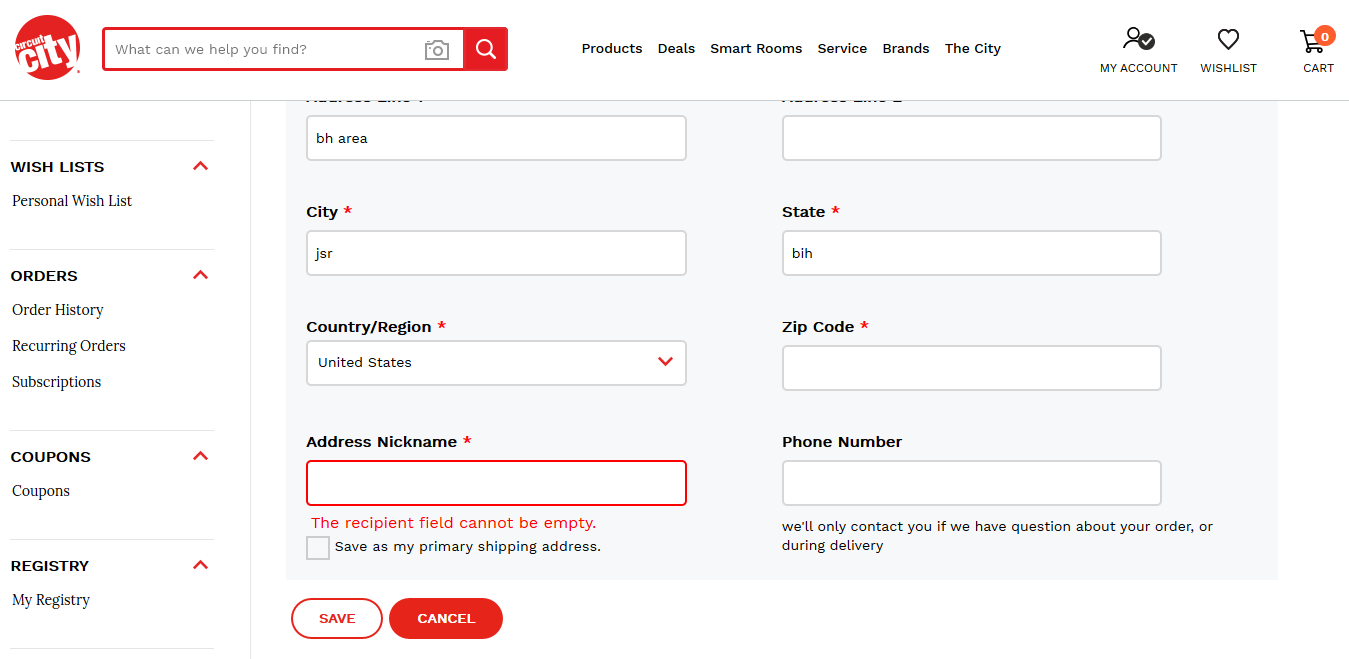 circuit city
What can we help you find?
Products Deals Smart Rooms Service Brands The City
MY ACCOUNT WISHLIST 0 CART
WISH LISTS
Personal Wish List
ORDERS
Order History
Recurring Orders
Subscriptions
COUPONS
Coupons
REGISTRY
My Registry
bh area
City * State *
jsr bih
Country/Region * Zip Code *
United States
Address Nickname * Phone Number
The recipient field cannot be empty.
Save as my primary shipping address.
we'll only contact you if we have question about your order, or
during delivery
SAVE CANCEL